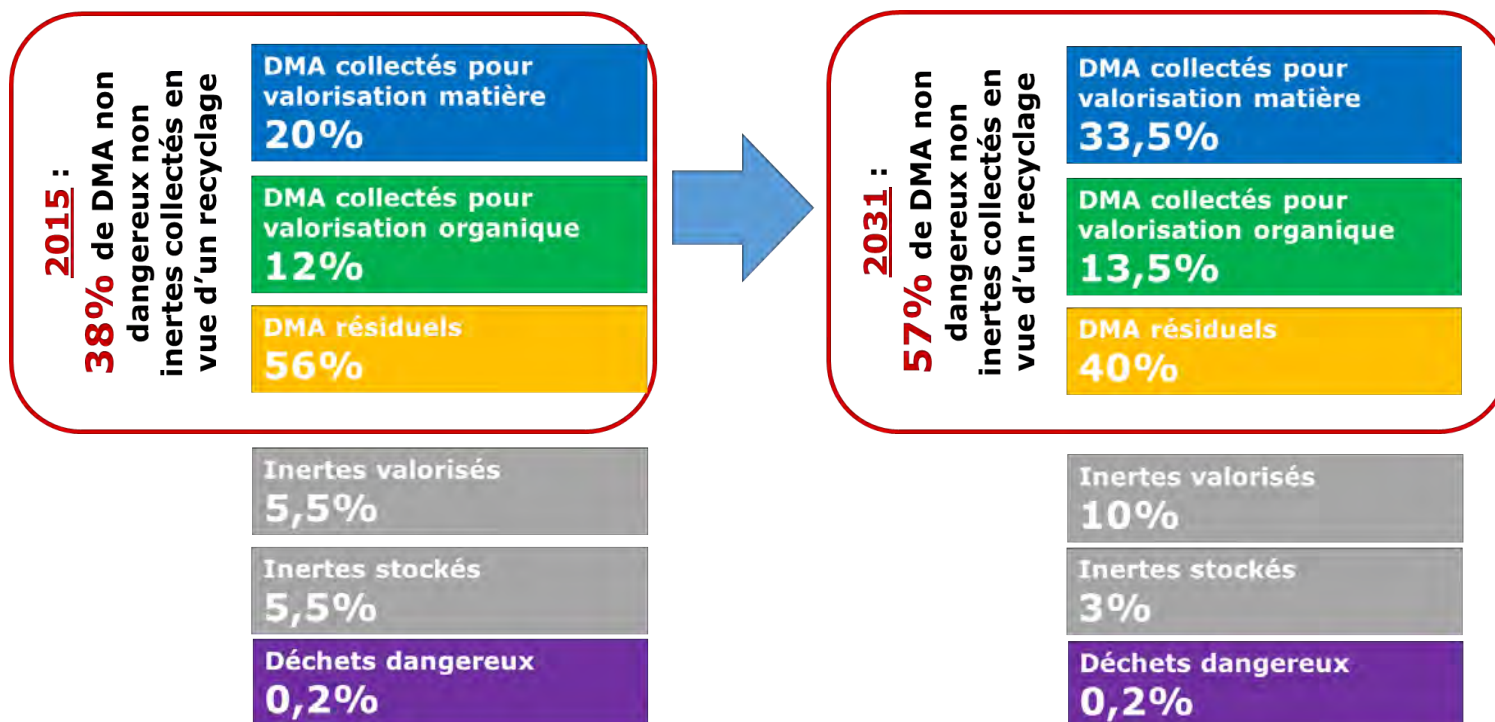 2015 :
38% de DMA non
dangereux non
inertes collectés en
vue d’un recyclage
DMA collectés pour
valorisation matière
20%
DMA collectés pour
valorisation organique
12%
DMA résiduels
56%
Inertes valorisés
5,5%
Inertes stockés
5,5%
Déchets dangereux
0,2%
2031 :
57% de DMA non
dangereux non
inertes collectés en
vue d’un recyclage
DMA collectés pour
valorisation matière
33,5%
DMA collectés pour
valorisation organique
13,5%
DMA résiduels
40%
Inertes valorisés
10%
Inertes stockés
3%
Déchets dangereux
0,2%